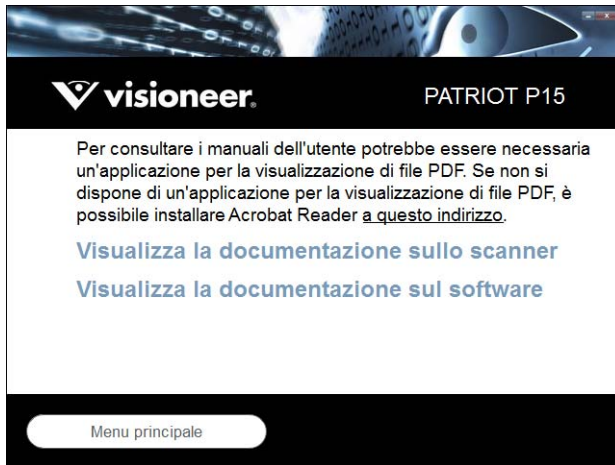 visioneer®
PATRIOT P15
Per consultare i manuali dell'utente potrebbe essere necessaria
un'applicazione per la visualizzazione di file PDF. Se non si
dispone di un'applicazione per la visualizzazione di file PDF, è
possibile installare Acrobat Reader a questo indirizzo.
Visualizza la documentazione sullo scanner
Visualizza la documentazione sul software
Menu principale